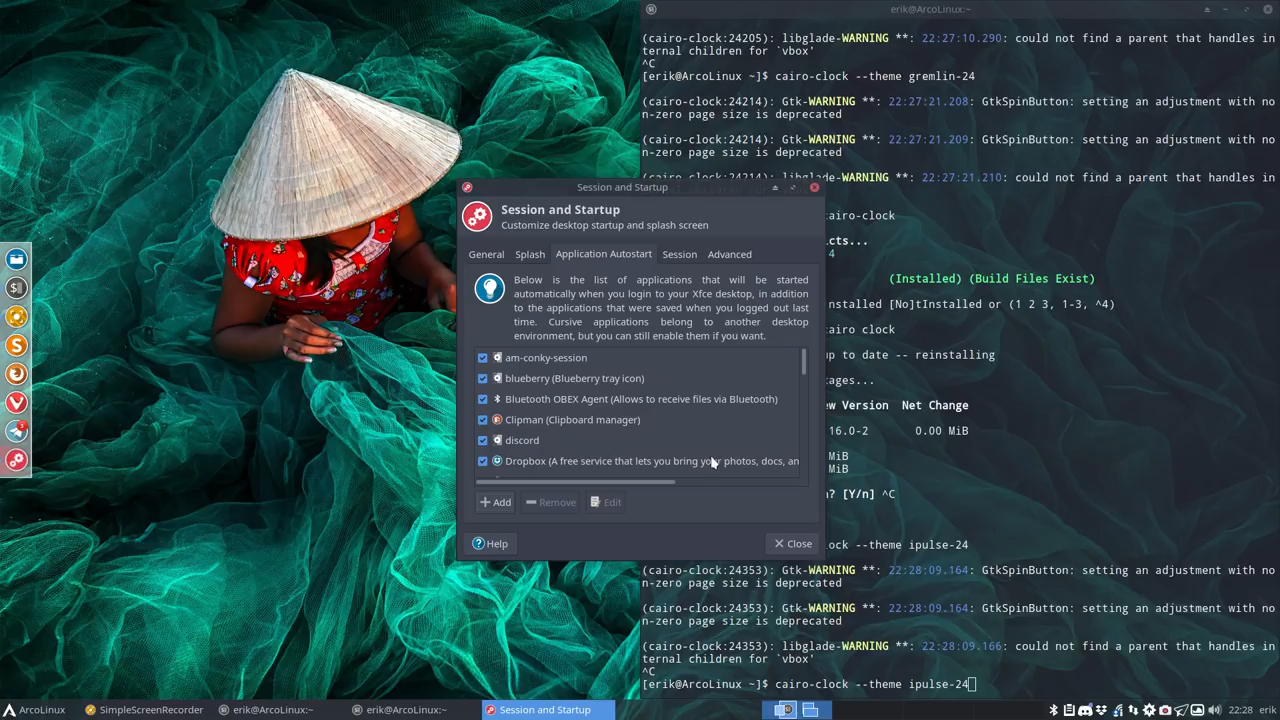 erik@ArcoLinux:~
(cairo-clock:24205): libglade-WARNING **: 22:27:10.290: could not find a parent that handles in
ternal children for `vbox'
^C
[erik@ArcoLinux ~]$ cairo-clock --theme gremlin-24
(cairo-clock:24214): Gtk-WARNING **: 22:27:21.208: GtkSpinButton: setting an adjustment with no
n-zero page size is deprecated
(cairo-clock:24214): Gtk-WARNING **: 22:27:21.209: GtkSpinButton: setting an adjustment with no
n-zero page size is deprecated
(cairo-clock:24214): libglade-WARNING **: 22:27:21.210: could not find a parent that handles in
cairo-clock
cts...
4
(Installed) (Build Files Exist)
nstalled [No]tInstalled or (1 2 3, 1-3, ^4)
cairo clock
up to date -- reinstalling
ages...
ew Version Net Change
16.0-2 0.00 MiB
MiB
MiB
n? [Y/n] ^C
lock --theme ipulse-24
(cairo-clock:24353): Gtk-WARNING **: 22:28:09.164: GtkSpinButton: setting an adjustment with no
n-zero page size is deprecated
(cairo-clock:24353): Gtk-WARNING **: 22:28:09.164: GtkSpinButton: setting an adjustment with no
n-zero page size is deprecated
(cairo-clock:24353): libglade-WARNING **: 22:28:09.166: could not find a parent that handles in
ternal children for `vbox'
^C
[erik@ArcoLinux ~]$ cairo-clock --theme ipulse-24
Session and Startup
Session and Startup
Customize desktop startup and splash screen
General Splash Application Autostart Session Advanced
Below is the list of applications that will be started
automatically when you login to your Xfce desktop, in addition
to the applications that were saved when you logged out last
time. Cursive applications belong to another desktop
environment, but you can still enable them if you want.
am-conky-session
blueberry (Blueberry tray icon)
Bluetooth OBEX Agent (Allows to receive files via Bluetooth)
Clipman (Clipboard manager)
discord
Dropbox (A free service that lets you bring your photos, docs, an
Add Remove Edit
Help Close
ArcoLinux SimpleScreenRecorder erik@ArcoLinux:~ erik@ArcoLinux:~ Session and Startup 22:28 erik